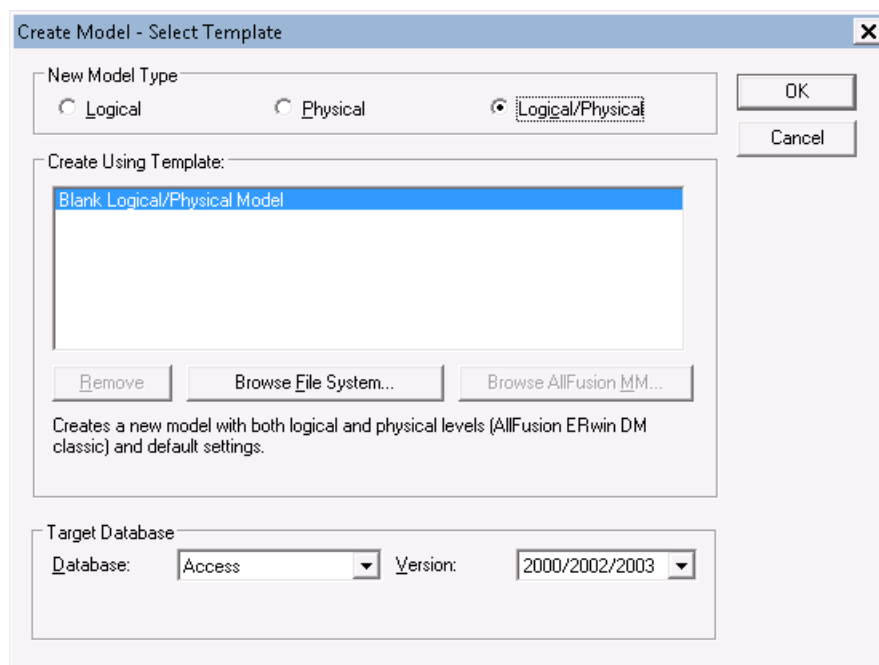 Create Model - Select Template
New Model Type
Logical Physical Logical/Physical
OK
Cancel
Create Using Template:
Blank Logical/Physical Model
Remove Browse File System... Browse AllFusion MM...
Creates a new model with both logical and physical levels (AllFusion ERwin DM
classic) and default settings.
Target Database
Database: Access Version: 2000/2002/2003